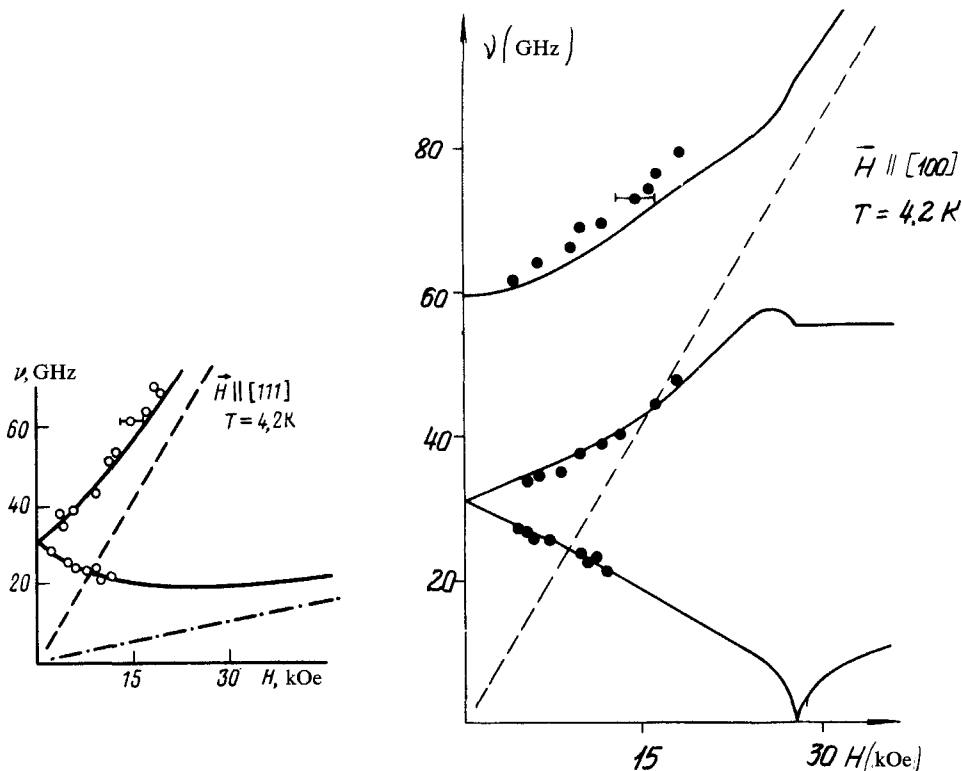 ν, GHz
60
40
20
15
30
H, kOe
H || [111]
T = 4,2K
ν(GHz)
80
60
40
20
15
30
H(kOe)
H || [100]
T = 4,2 K